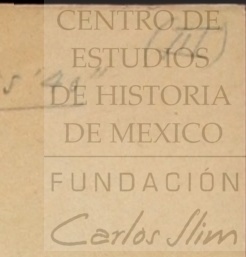 CENTRO DE
ESTUDIOS
DE HISTORIA
DE MEXICO
FUNDACIÓN
Carlos Slim